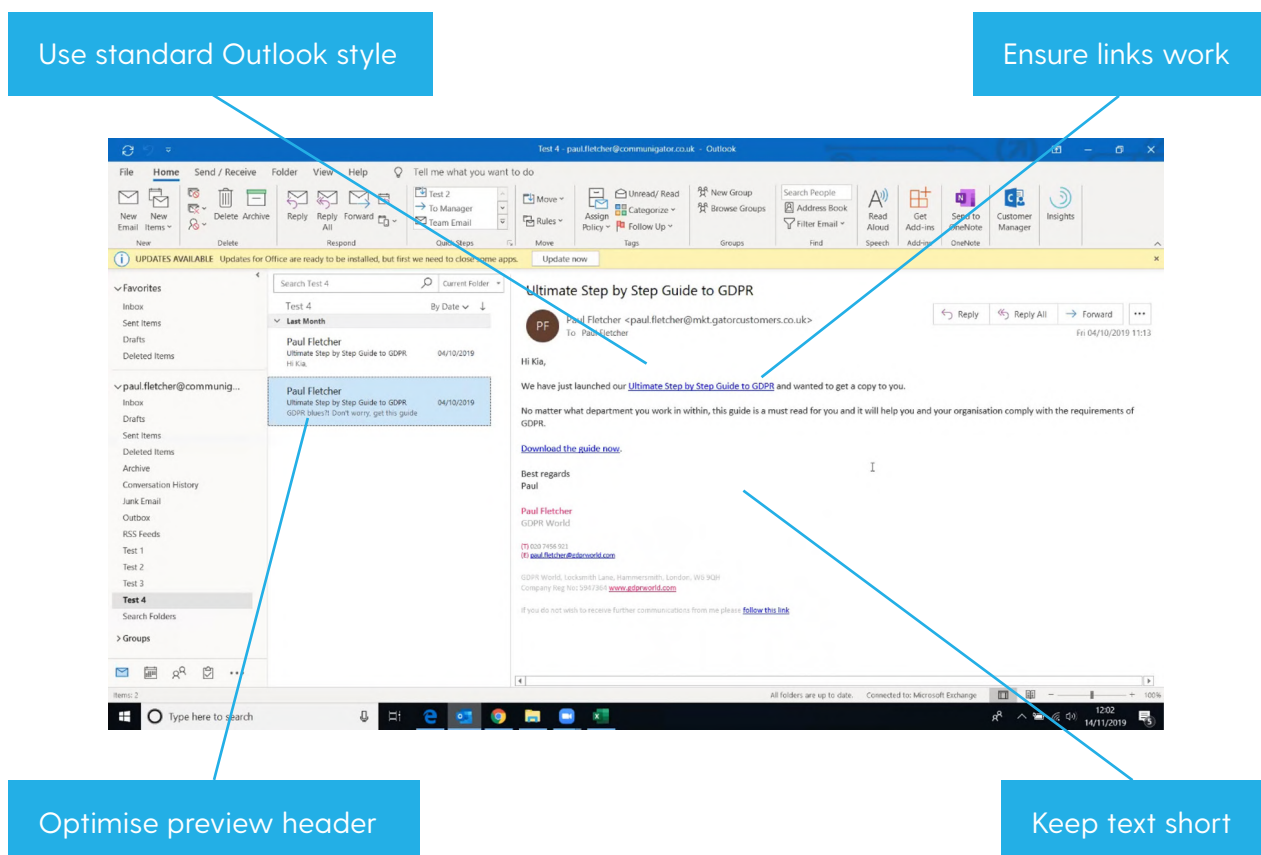 Use standard Outlook style
Ensure links work
Test 4 - paul.fletcher@communigator.co.uk - Outlook
File Home Send / Receive Folder View Help Tell me what you want to do
New Email
New Items
Delete
Archive
Reply
Reply All
Forward
Test 2
To Manager
Team Email
Move
Rules
Assign Policy
Unread/ Read
Categorize
Follow Up
New Group
Browse Groups
Search People
Address Book
Filter Email
Read Aloud
Get Add-ins
Send to OneNote
Customer Manager
Insights
New Delete Respond Quick Steps Move Tags Groups Find Speech Add-ins OneNote
UPDATES AVAILABLE Updates for Office are ready to be installed, but first we need to close some apps. Update now
Favorites
Inbox
Sent Items
Drafts
Deleted Items
paul.fletcher@communig...
Inbox
Drafts
Sent Items
Deleted Items
Archive
Conversation History
Junk Email
Outbox
RSS Feeds
Test 1
Test 2
Test 3
Test 4
Search Folders
Groups
Search Test 4 Current Folder
Test 4 By Date
Last Month
Paul Fletcher
Ultimate Step by Step Guide to GDPR 04/10/2019
Hi Kia,
Paul Fletcher
Ultimate Step by Step Guide to GDPR 04/10/2019
GDPR blues?! Don't worry, get this guide
Ultimate Step by Step Guide to GDPR
PF
Paul Fletcher <paul.fletcher@mkt.gatorcustomers.co.uk>
To Paul Fletcher
Reply Reply All Forward
Fri 04/10/2019 11:13
Hi Kia,
We have just launched our Ultimate Step by Step Guide to GDPR and wanted to get a copy to you.
No matter what department you work in within, this guide is a must read for you and it will help you and your organisation comply with the requirements of
GDPR.
Download the guide now.
Best regards
Paul
Paul Fletcher
GDPR World
(T) 020 7456 921
(E) paul.fletcher@gdprworld.com
GDPR World, Locksmith Lane, Hammersmith, London, W6 9GH
Company Reg No: 5947364 www.gdprworld.com
If you do not wish to receive further communications from me please follow this link
Items: 2
All folders are up to date. Connected to: Microsoft Exchange 100%
Type here to search
12:02
14/11/2019
5
Optimise preview header
Keep text short